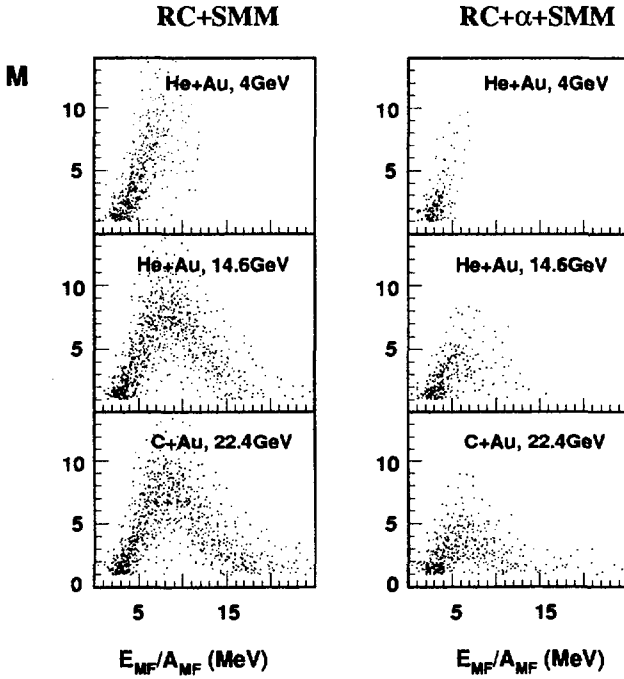 RC+SMM
RC+α+SMM
M
He+Au, 4GeV
He+Au, 4GeV
10
10
5
5
He+Au, 14.6GeV
He+Au, 14.6GeV
10
10
5
5
C+Au, 22.4GeV
C+Au, 22.4GeV
10
10
5
5
0
0
5
15
5
15
E_MF/A_MF (MeV)
E_MF/A_MF (MeV)